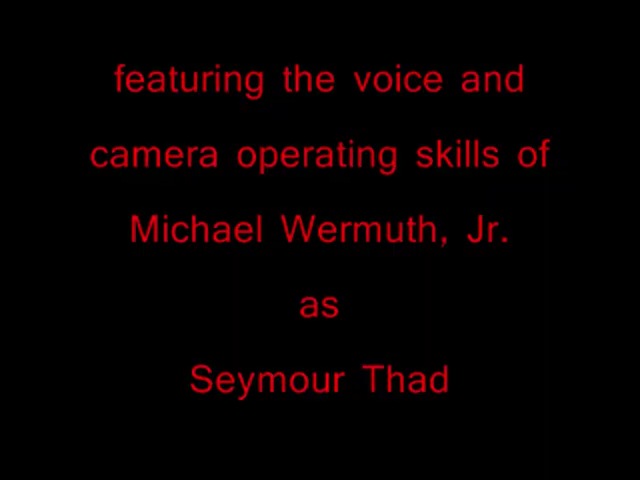 featuring the voice and
camera operating skills of
Michael Wermuth, Jr.
as
Seymour Thad